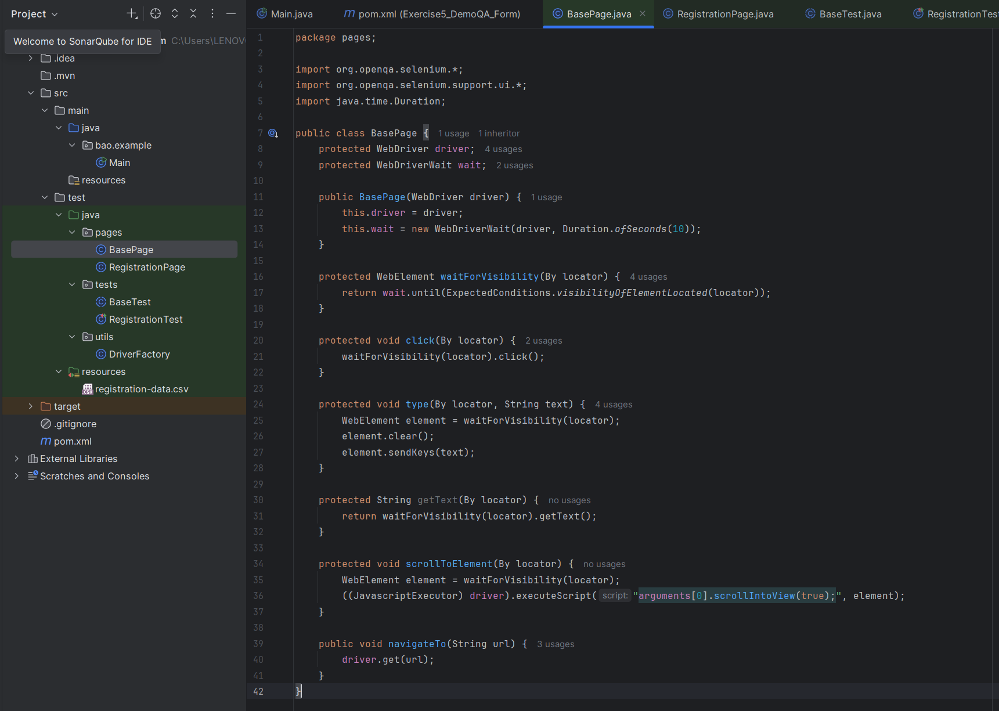 Project
Main.java
pom.xml (Exercise5_DemoQA_Form)
BasePage.java
RegistrationPage.java
BaseTest.java
RegistrationTest
Welcome to SonarQube for IDE
m C:\Users\LENOV
.idea
.mvn
src
main
java
bao.example
Main
resources
test
java
pages
BasePage
RegistrationPage
tests
BaseTest
RegistrationTest
utils
DriverFactory
resources
registration-data.csv
target
.gitignore
pom.xml
External Libraries
Scratches and Consoles
1 package pages;
2
3 import org.openqa.selenium.*;
4 import org.openqa.selenium.support.ui.*;
5 import java.time.Duration;
6
7 public class BasePage { 1 usage 1 inheritor
8 protected WebDriver driver; 4 usages
9 protected WebDriverWait wait; 2 usages
10
11 public BasePage(WebDriver driver) { 1 usage
12 this.driver = driver;
13 this.wait = new WebDriverWait(driver, Duration.ofSeconds(10));
14 }
15
16 protected WebElement waitForVisibility(By locator) { 4 usages
17 return wait.until(ExpectedConditions.visibilityOfElementLocated(locator));
18 }
19
20 protected void click(By locator) { 2 usages
21 waitForVisibility(locator).click();
22 }
23
24 protected void type(By locator, String text) { 4 usages
25 WebElement element = waitForVisibility(locator);
26 element.clear();
27 element.sendKeys(text);
28 }
29
30 protected String getText(By locator) { no usages
31 return waitForVisibility(locator).getText();
32 }
33
34 protected void scrollToElement(By locator) { no usages
35 WebElement element = waitForVisibility(locator);
36 ((JavascriptExecutor) driver).executeScript( script: "arguments[0].scrollIntoView(true);", element);
37 }
38
39 public void navigateTo(String url) { 3 usages
40 driver.get(url);
41 }
42 }